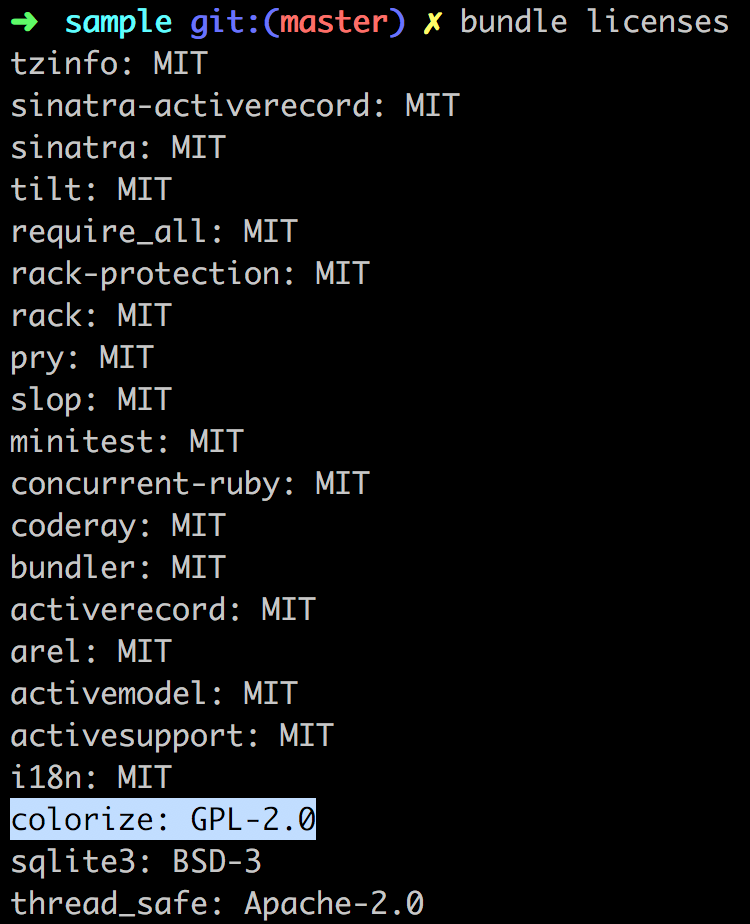 ➜ sample git:(master) ✗ bundle licenses
tzinfo: MIT
sinatra-activerecord: MIT
sinatra: MIT
tilt: MIT
require_all: MIT
rack-protection: MIT
rack: MIT
pry: MIT
slop: MIT
minitest: MIT
concurrent-ruby: MIT
coderay: MIT
bundler: MIT
activerecord: MIT
arel: MIT
activemodel: MIT
activesupport: MIT
i18n: MIT
colorize: GPL-2.0
sqlite3: BSD-3
thread_safe: Apache-2.0